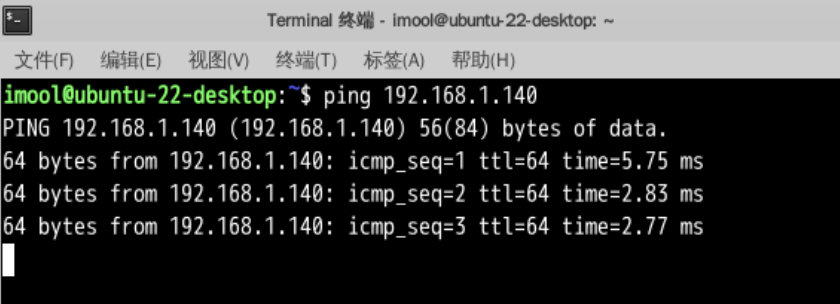 Terminal 终端 - imool@ubuntu-22-desktop: ~
文件(F) 编辑(E) 视图(V) 终端(T) 标签(A) 帮助(H)
imool@ubuntu-22-desktop:~$ ping 192.168.1.140
PING 192.168.1.140 (192.168.1.140) 56(84) bytes of data.
64 bytes from 192.168.1.140: icmp_seq=1 ttl=64 time=5.75 ms
64 bytes from 192.168.1.140: icmp_seq=2 ttl=64 time=2.83 ms
64 bytes from 192.168.1.140: icmp_seq=3 ttl=64 time=2.77 ms